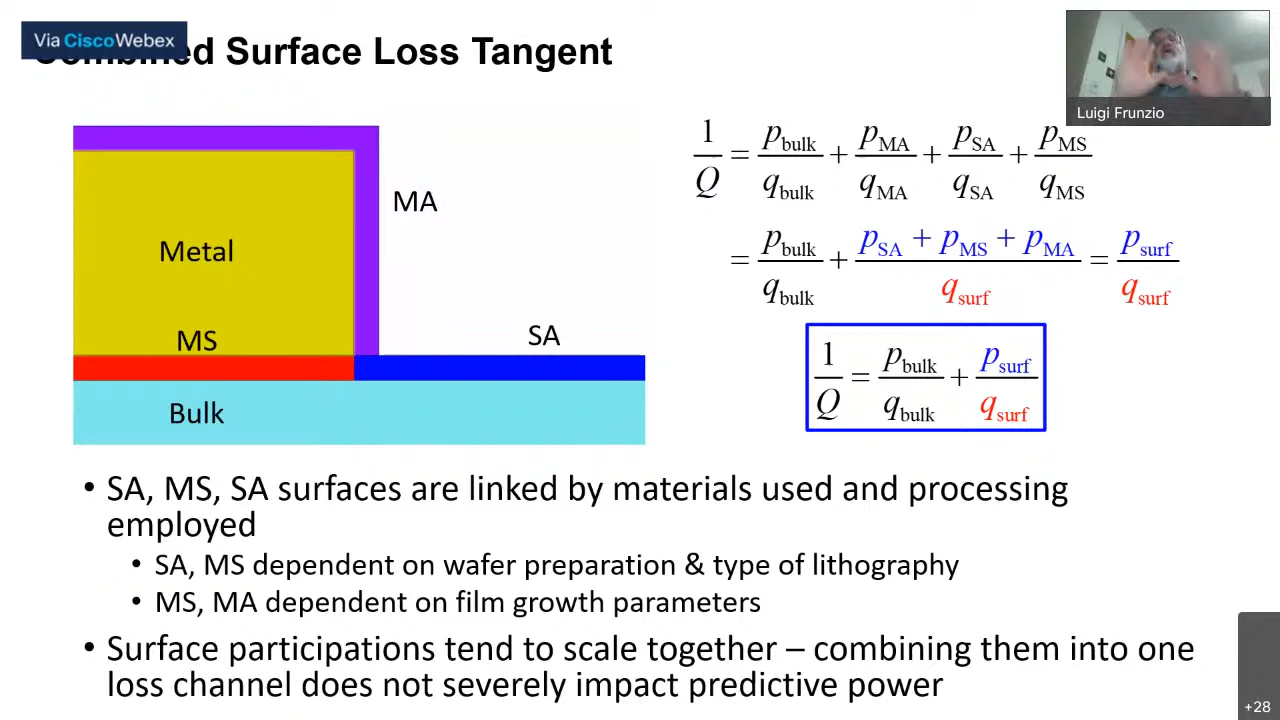 Via Cisco Webex
Combined Surface Loss Tangent
Luigi Frunzio
MA
Metal
MS
SA
Bulk
1/Q = p_bulk/q_bulk + p_MA/q_MA + p_SA/q_SA + p_MS/q_MS
= p_bulk/q_bulk + (p_SA + p_MS + p_MA)/q_surf = p_surf/q_surf
1/Q = p_bulk/q_bulk + p_surf/q_surf
• SA, MS, SA surfaces are linked by materials used and processing
employed
• SA, MS dependent on wafer preparation & type of lithography
• MS, MA dependent on film growth parameters
• Surface participations tend to scale together – combining them into one
loss channel does not severely impact predictive power
+28